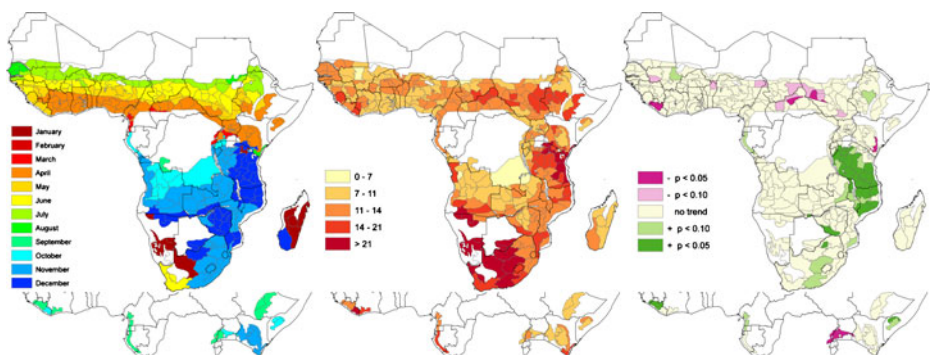 January
February
March
April
May
June
July
August
September
October
November
December
0 - 7
7 - 11
11 - 14
14 - 21
> 21
- p < 0.05
- p < 0.10
no trend
+ p < 0.10
+ p < 0.05